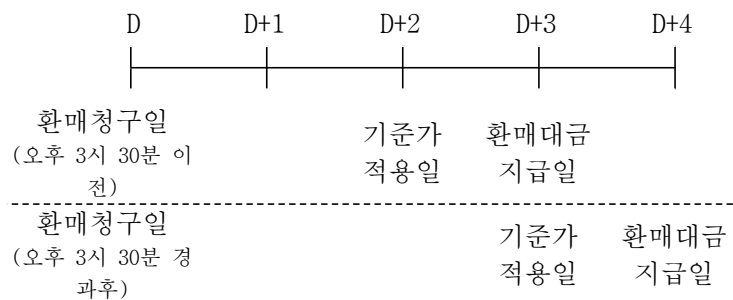 D D+1 D+2 D+3 D+4
환매청구일
(오후 3시 30분 이
전)
기준가
적용일
환매대금
지급일
환매청구일
(오후 3시 30분 경
과후)
기준가
적용일
환매대금
지급일